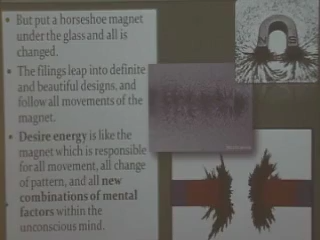 • But put a horseshoe magnet
under the glass and all is
changed.
• The filings leap into definite
and beautiful designs, and
follow all movements of the
magnet.
• Desire energy is like the
magnet which is responsible
for all movement, all change
of pattern, and all new
combinations of mental
factors within the
unconscious mind.